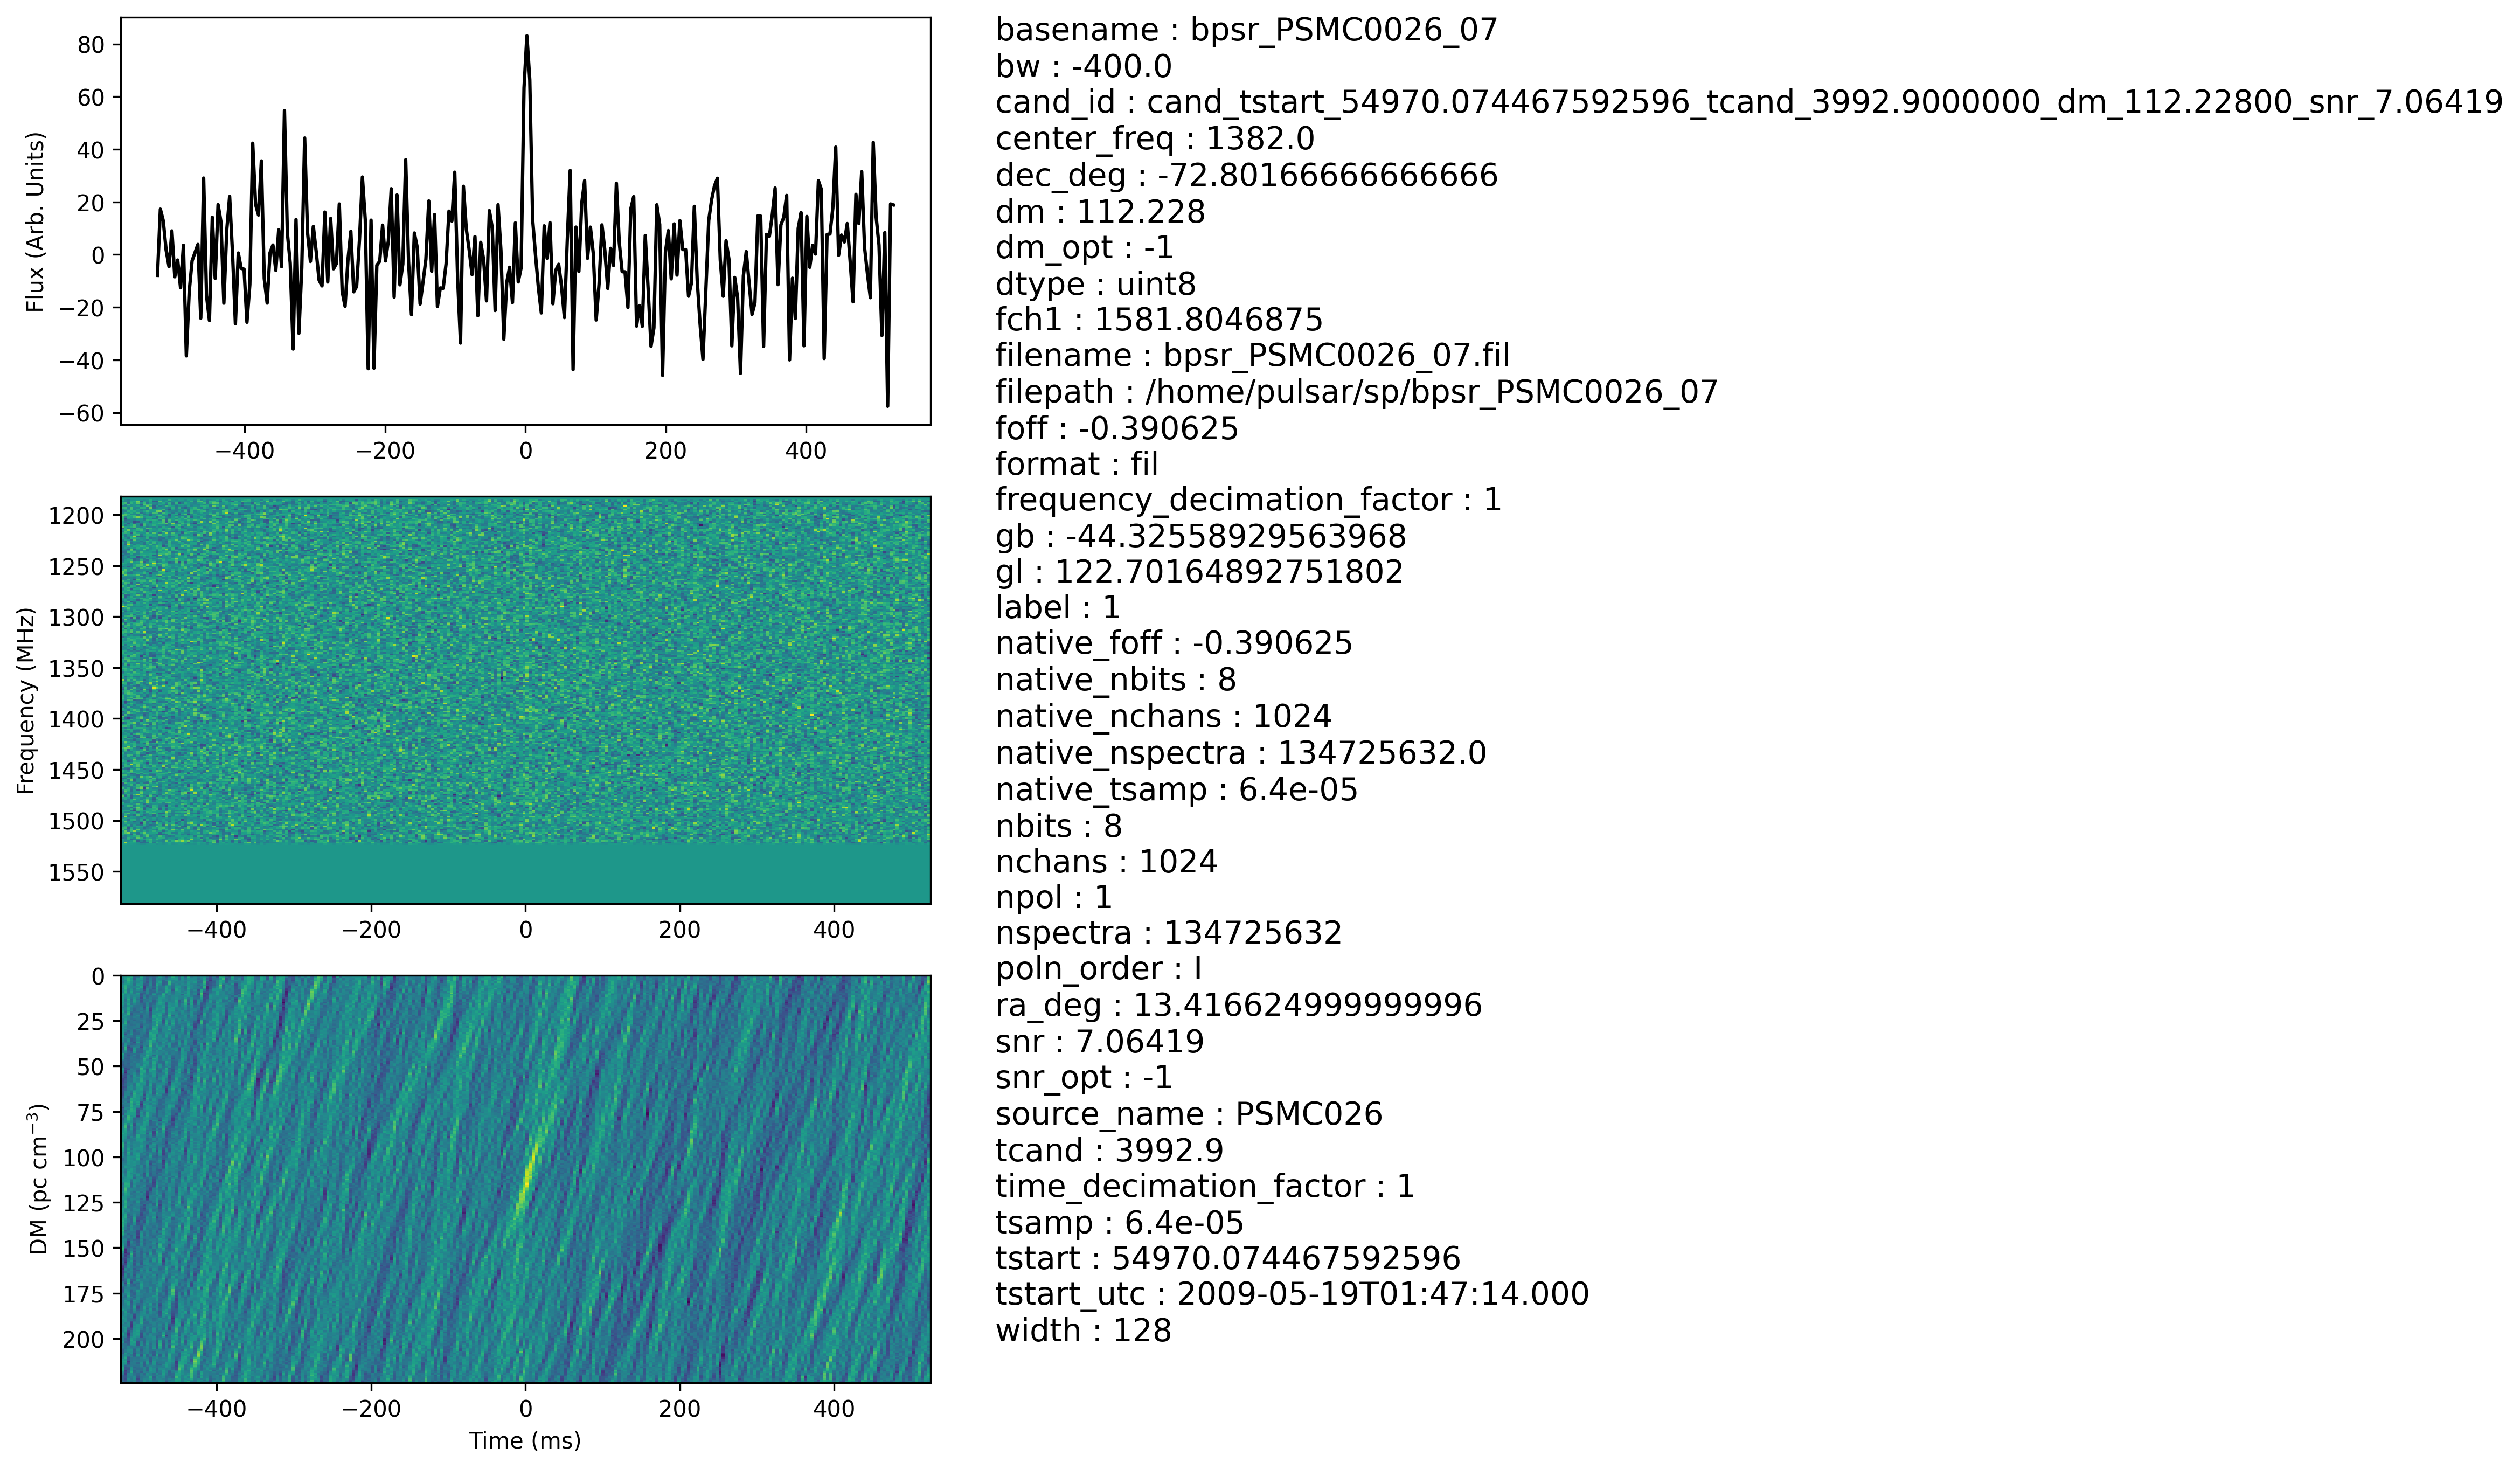 80
60
40
20
0
−20
−40
−60
Flux (Arb. Units)
−400 −200 0 200 400
1200
1250
1300
1350
1400
1450
1500
1550
Frequency (MHz)
−400 −200 0 200 400
0
25
50
75
100
125
150
175
200
DM (pc cm⁻³)
−400 −200 0 200 400
Time (ms)
basename : bpsr_PSMC0026_07
bw : -400.0
cand_id : cand_tstart_54970.074467592596_tcand_3992.9000000_dm_112.22800_snr_7.06419
center_freq : 1382.0
dec_deg : -72.80166666666666
dm : 112.228
dm_opt : -1
dtype : uint8
fch1 : 1581.8046875
filename : bpsr_PSMC0026_07.fil
filepath : /home/pulsar/sp/bpsr_PSMC0026_07
foff : -0.390625
format : fil
frequency_decimation_factor : 1
gb : -44.32558929563968
gl : 122.70164892751802
label : 1
native_foff : -0.390625
native_nbits : 8
native_nchans : 1024
native_nspectra : 134725632.0
native_tsamp : 6.4e-05
nbits : 8
nchans : 1024
npol : 1
nspectra : 134725632
poln_order : I
ra_deg : 13.416624999999996
snr : 7.06419
snr_opt : -1
source_name : PSMC026
tcand : 3992.9
time_decimation_factor : 1
tsamp : 6.4e-05
tstart : 54970.074467592596
tstart_utc : 2009-05-19T01:47:14.000
width : 128